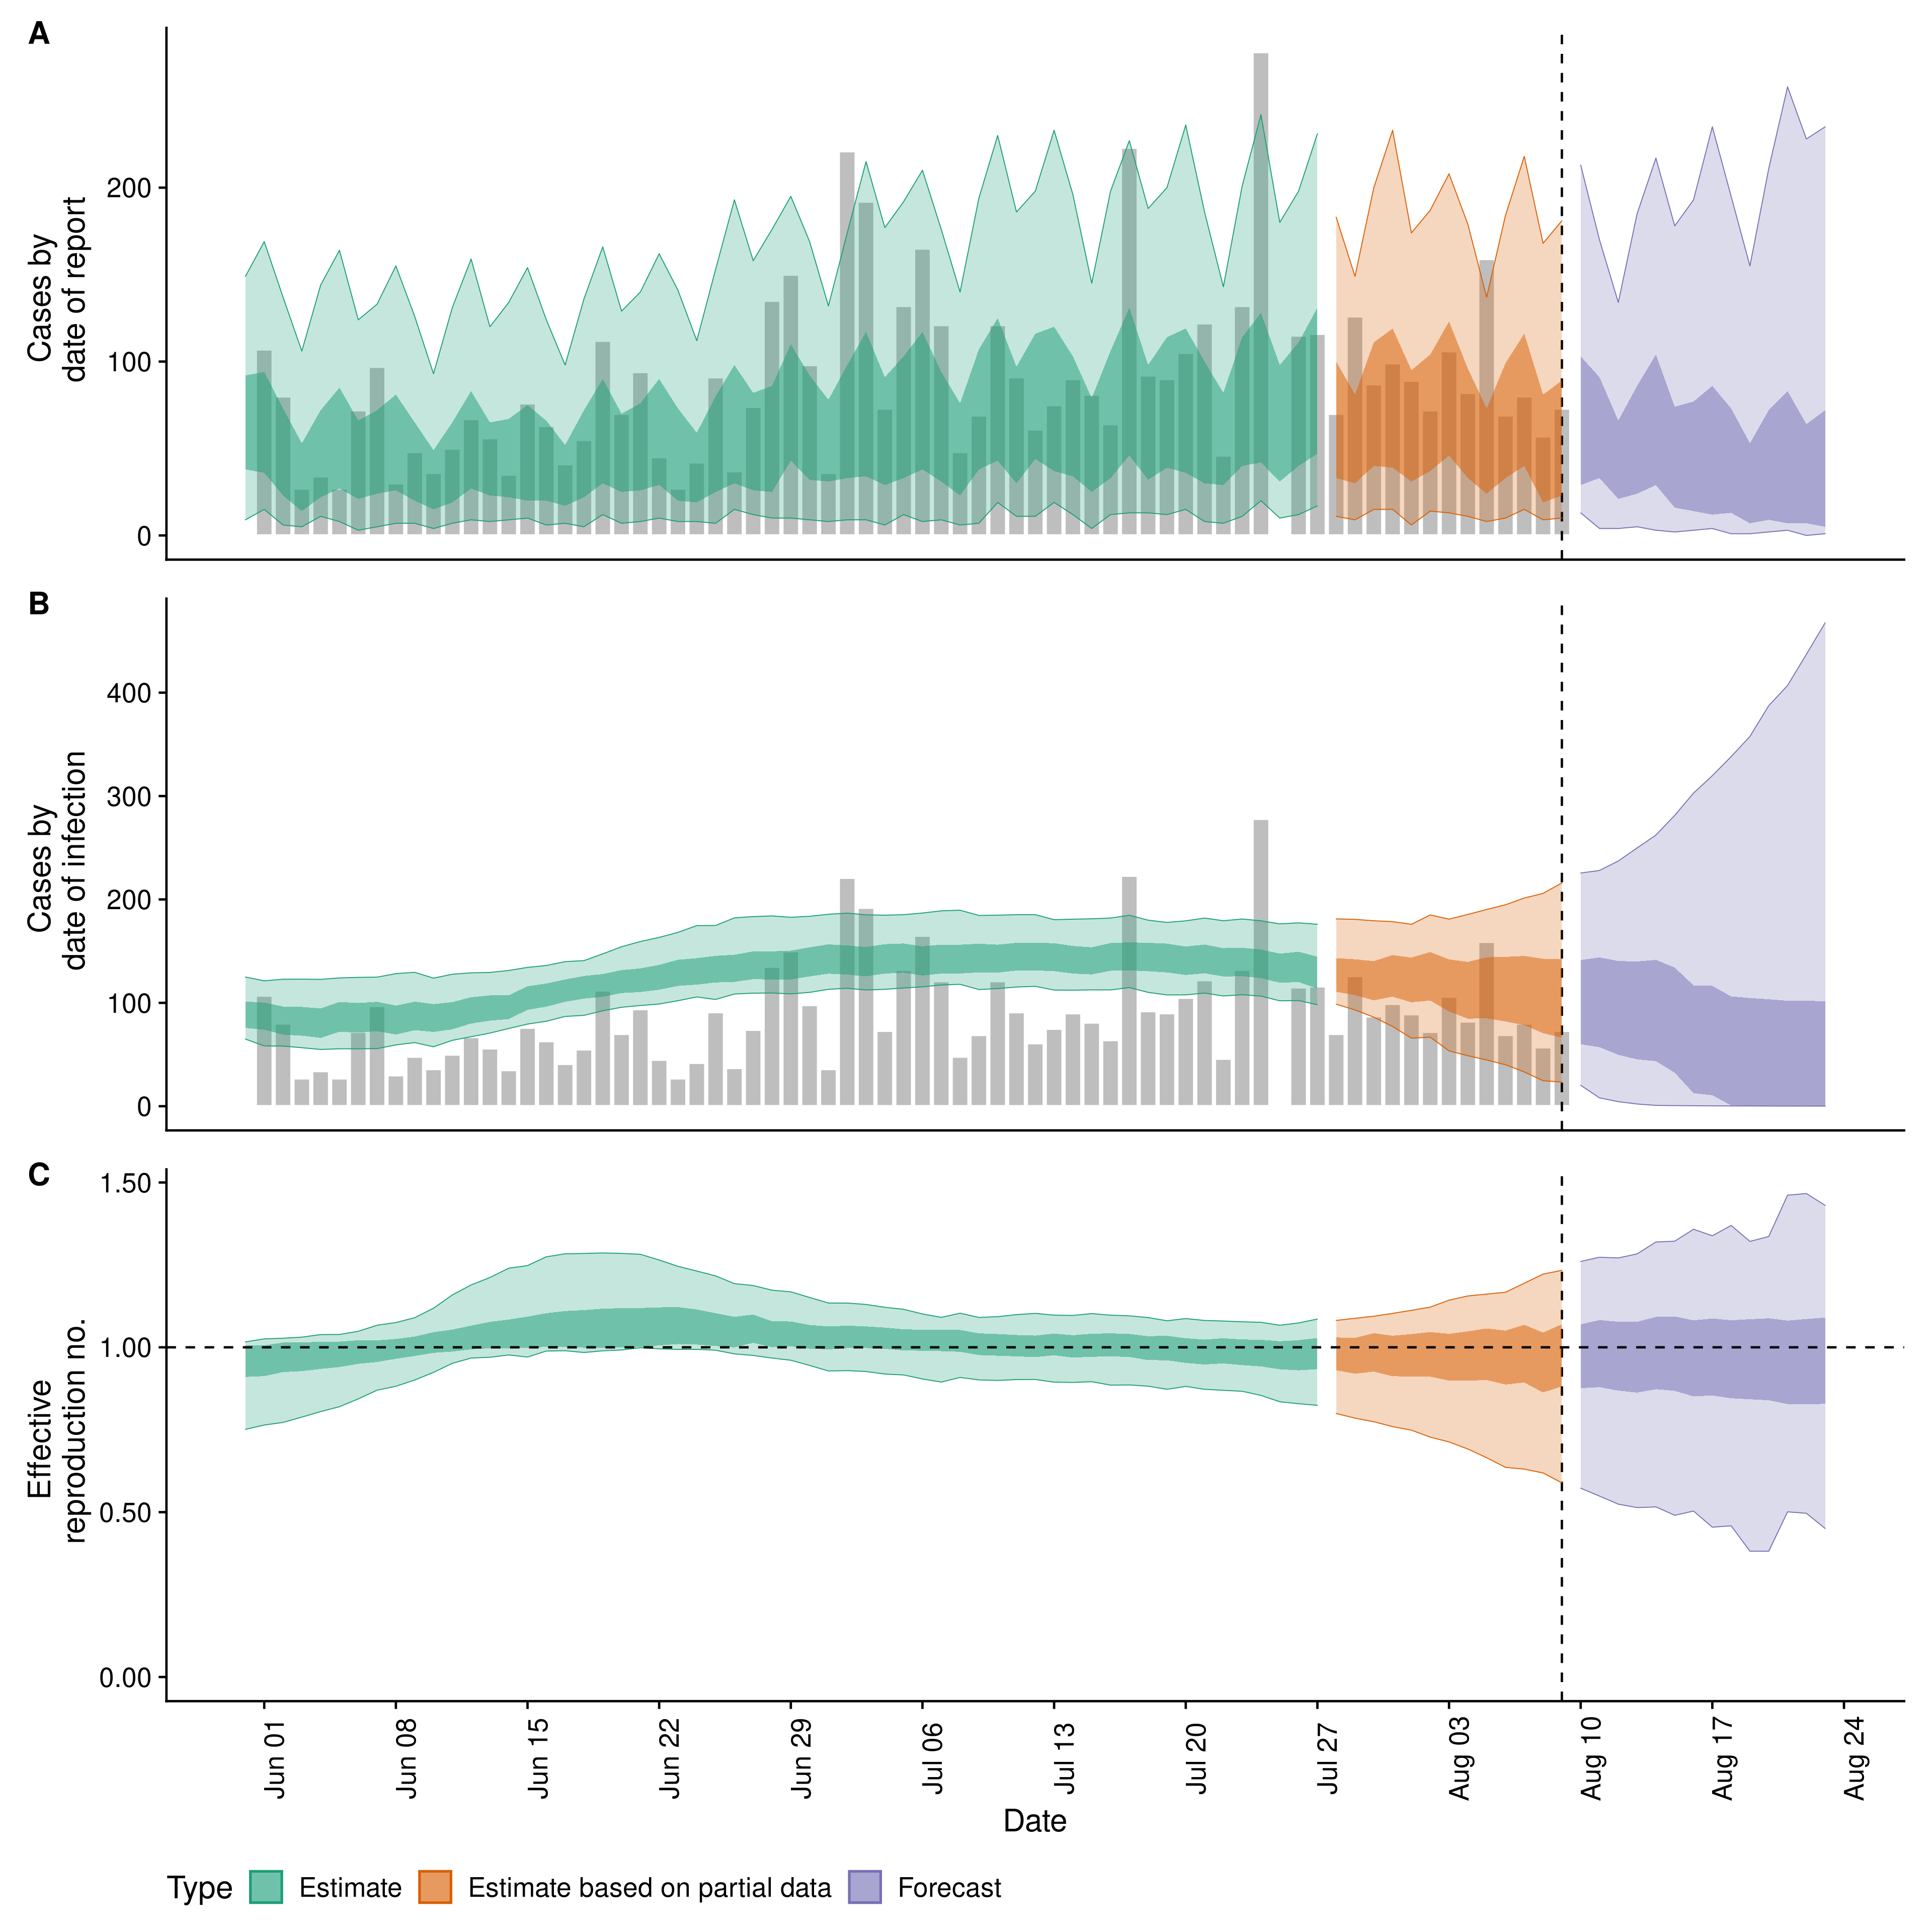 A
Cases by
date of report
200
100
0
B
Cases by
date of infection
400
300
200
100
0
C
Effective
reproduction no.
1.50
1.00
0.50
0.00
Jun 01
Jun 08
Jun 15
Jun 22
Jun 29
Jul 06
Jul 13
Jul 20
Jul 27
Aug 03
Aug 10
Aug 17
Aug 24
Date
Type Estimate Estimate based on partial data Forecast